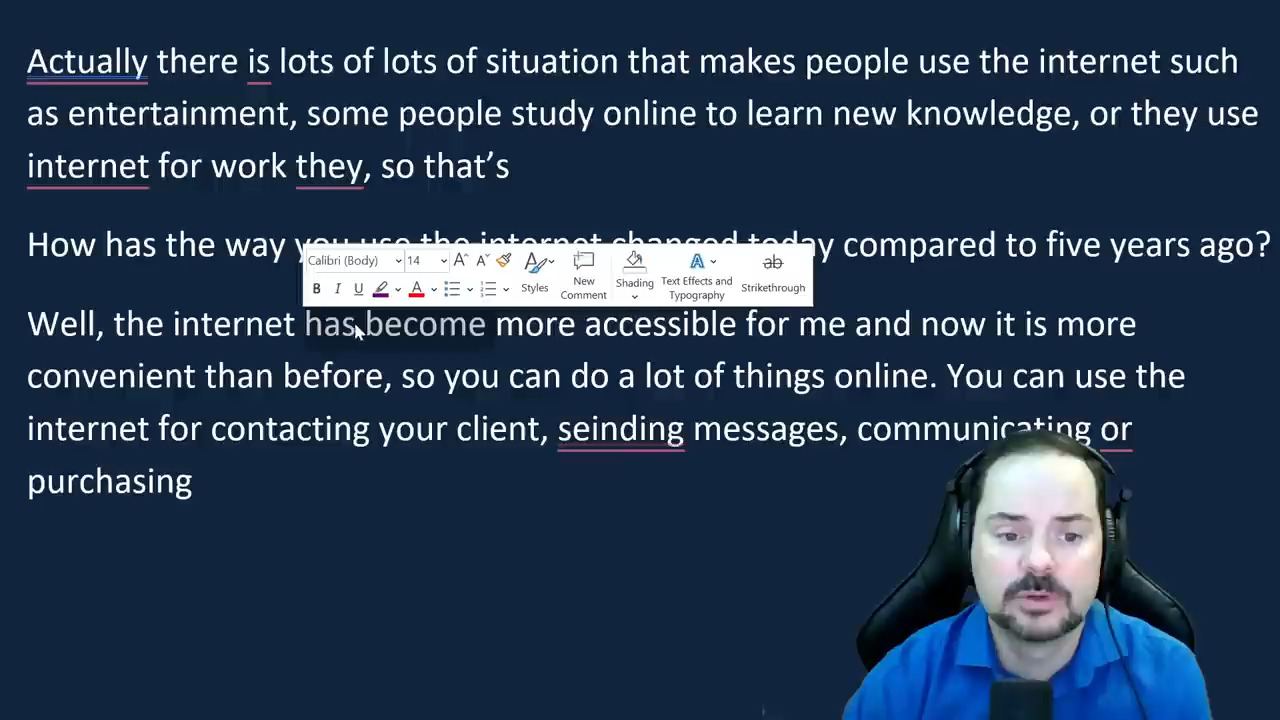 Actually there is lots of lots of situation that makes people use the internet such
as entertainment, some people study online to learn new knowledge, or they use
internet for work they, so that's
How has the way you use the internet changed today compared to five years ago?
Calibri (Body) 14
New
Comment
Styles
Shading
Text Effects and
Typography
Strikethrough
B I U
Well, the internet has become more accessible for me and now it is more
convenient than before, so you can do a lot of things online. You can use the
internet for contacting your client, seinding messages, communicating or
purchasing